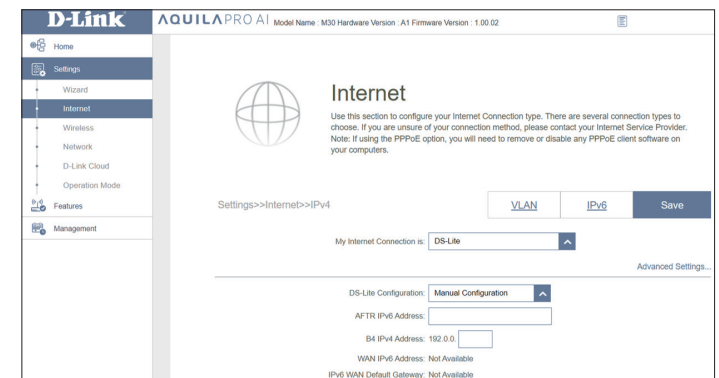 D-Link
AQUILA PRO AI Model Name : M30 Hardware Version : A1 Firmware Version : 1.00.02
Home
Settings
Wizard
Internet
Wireless
Network
D-Link Cloud
Operation Mode
Features
Management
Internet
Use this section to configure your Internet Connection type. There are several connection types to
choose. If you are unsure of your connection method, please contact your Internet Service Provider.
Note: If using the PPPoE option, you will need to remove or disable any PPPoE client software on
your computers.
Settings>>Internet>>IPv4
VLAN
IPv6
Save
My Internet Connection is: DS-Lite
Advanced Settings...
DS-Lite Configuration: Manual Configuration
AFTR IPv6 Address:
B4 IPv4 Address: 192.0.0.
WAN IPv6 Address: Not Available
IPv6 WAN Default Gateway: Not Available